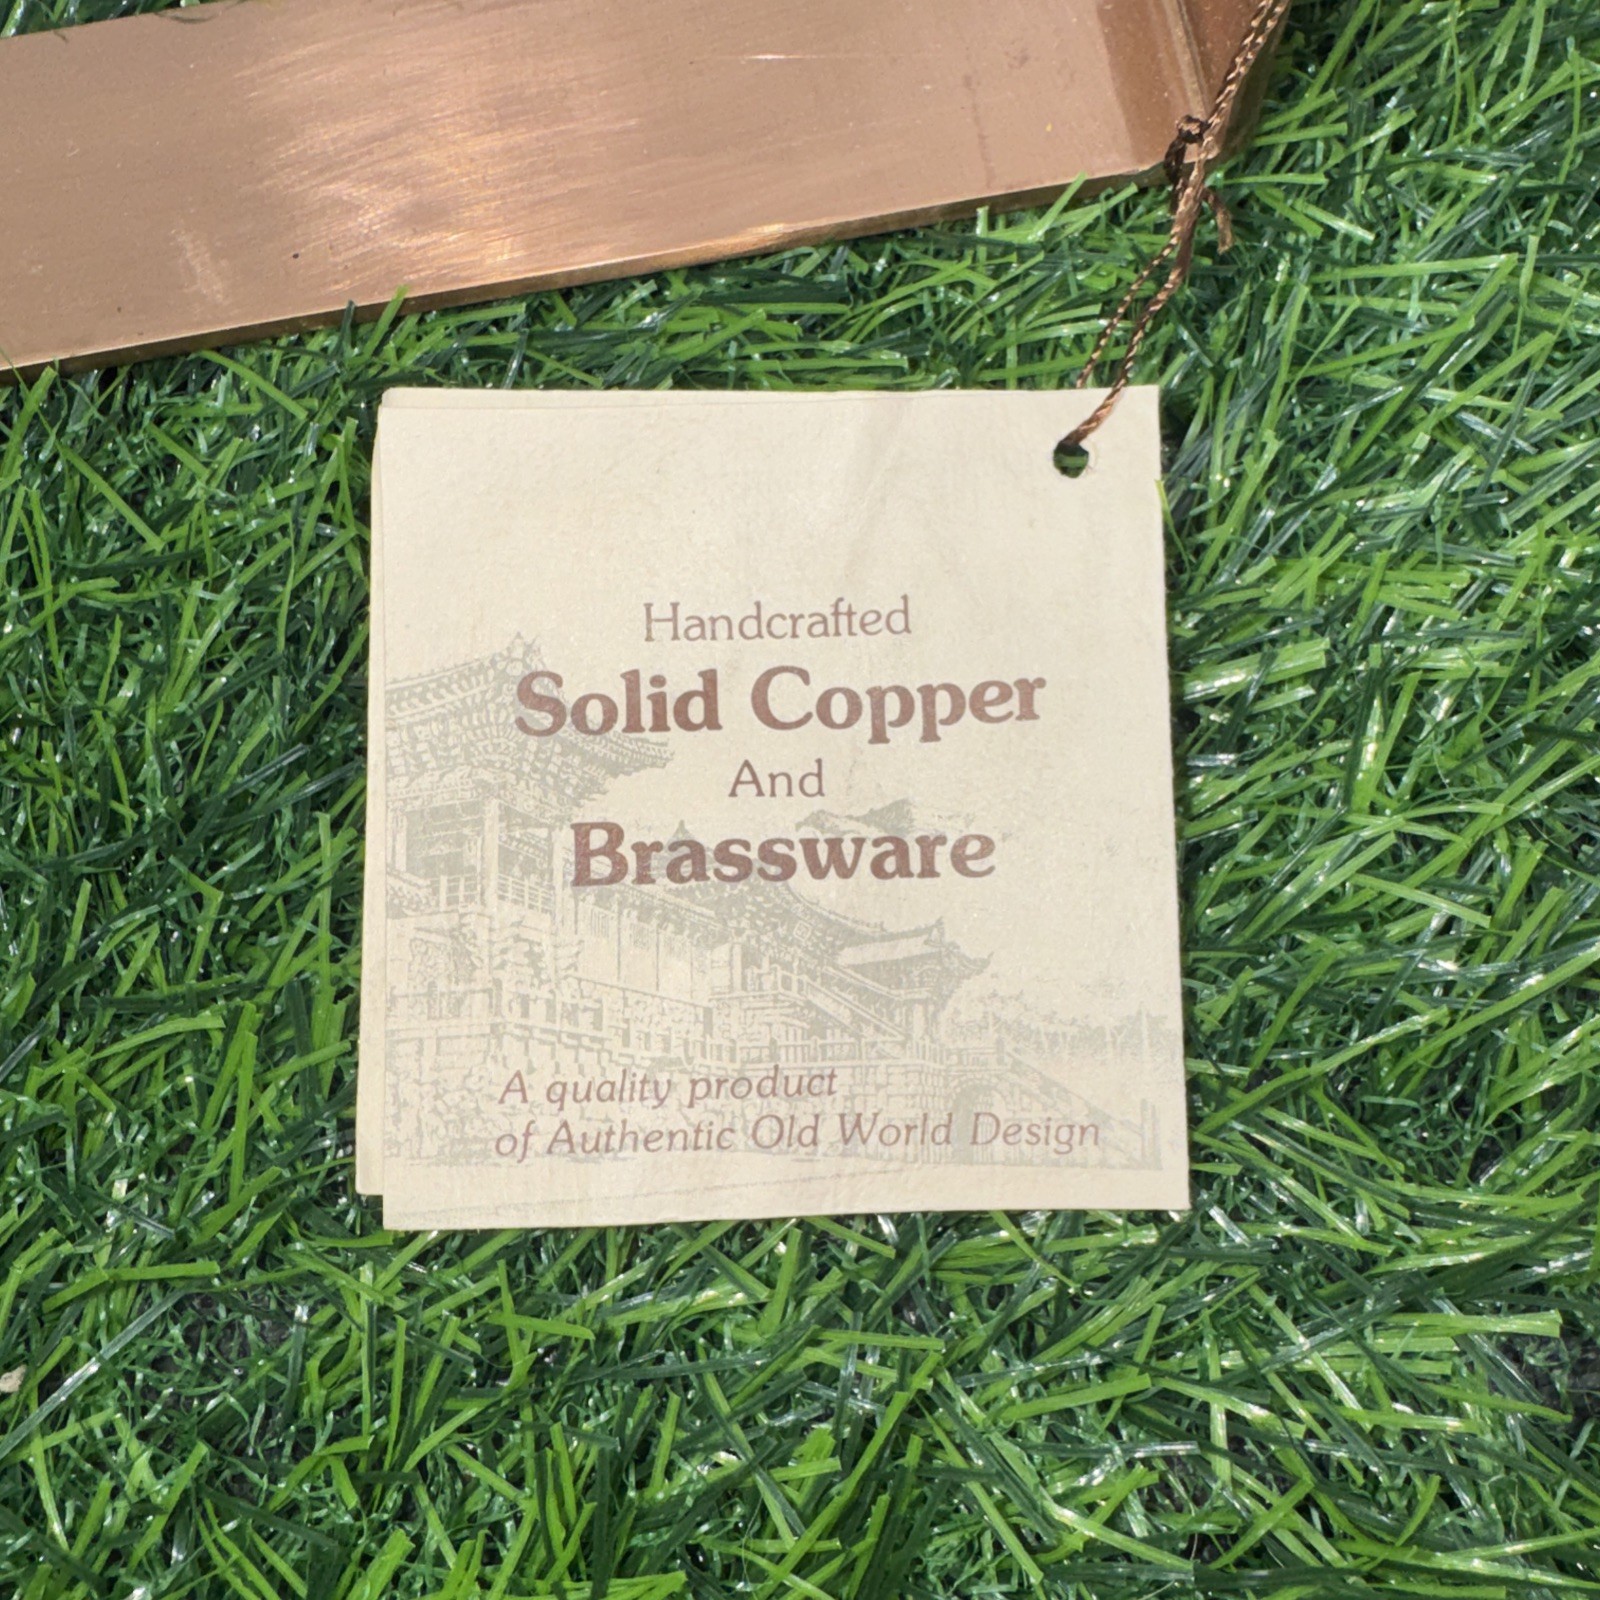 Handcrafted
Solid Copper
And
Brassware
A quality product
of Authentic Old World Design